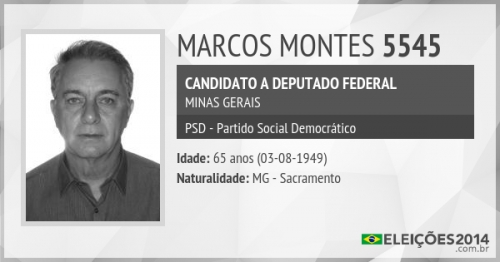 MARCOS MONTES 5545
CANDIDATO A DEPUTADO FEDERAL
MINAS GERAIS
PSD - Partido Social Democrático
Idade: 65 anos (03-08-1949)
Naturalidade: MG - Sacramento
ELEIÇÕES2014
.com.br